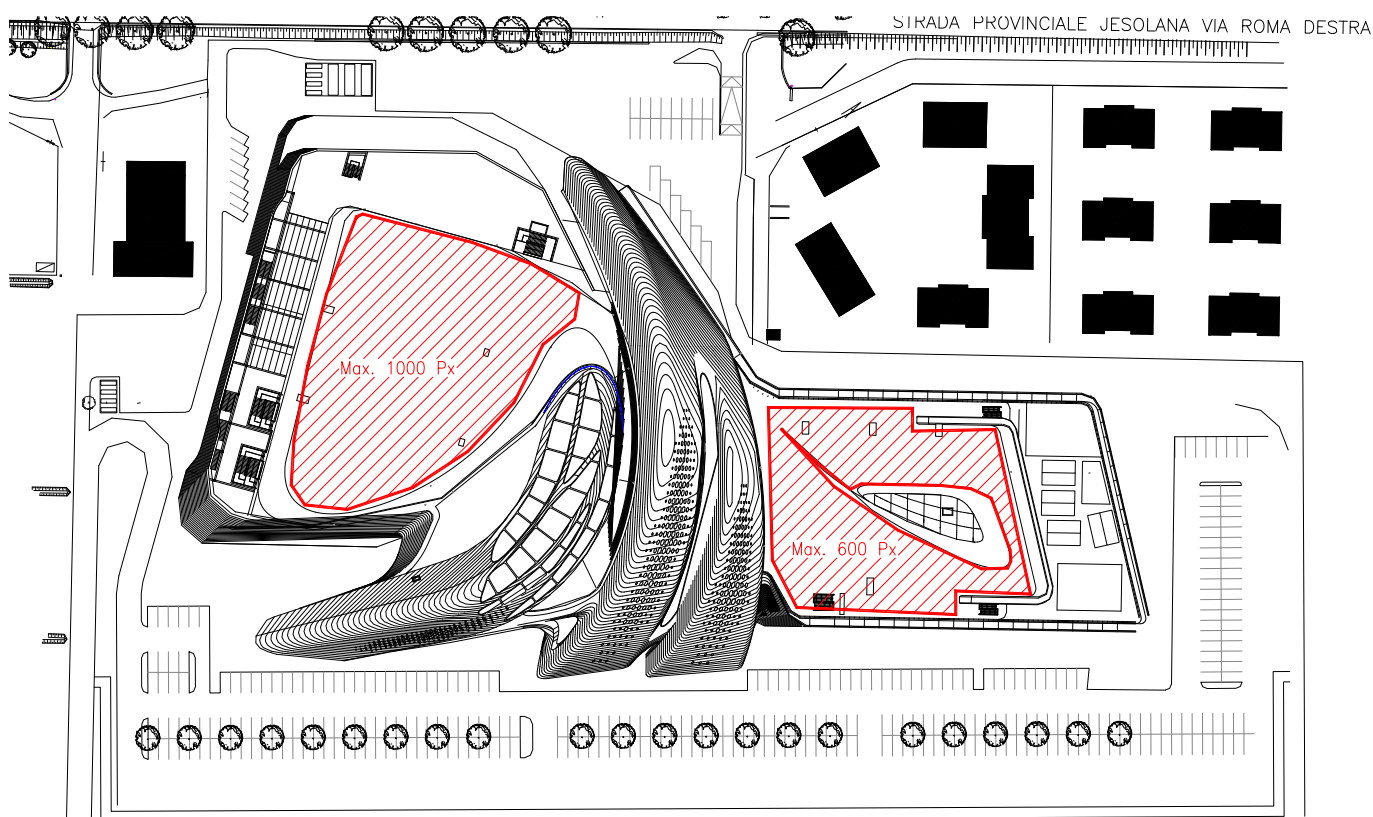 STRADA PROVINCIALE JESOLANA VIA ROMA DESTRA
Max. 1000 Px
Max. 600 Px